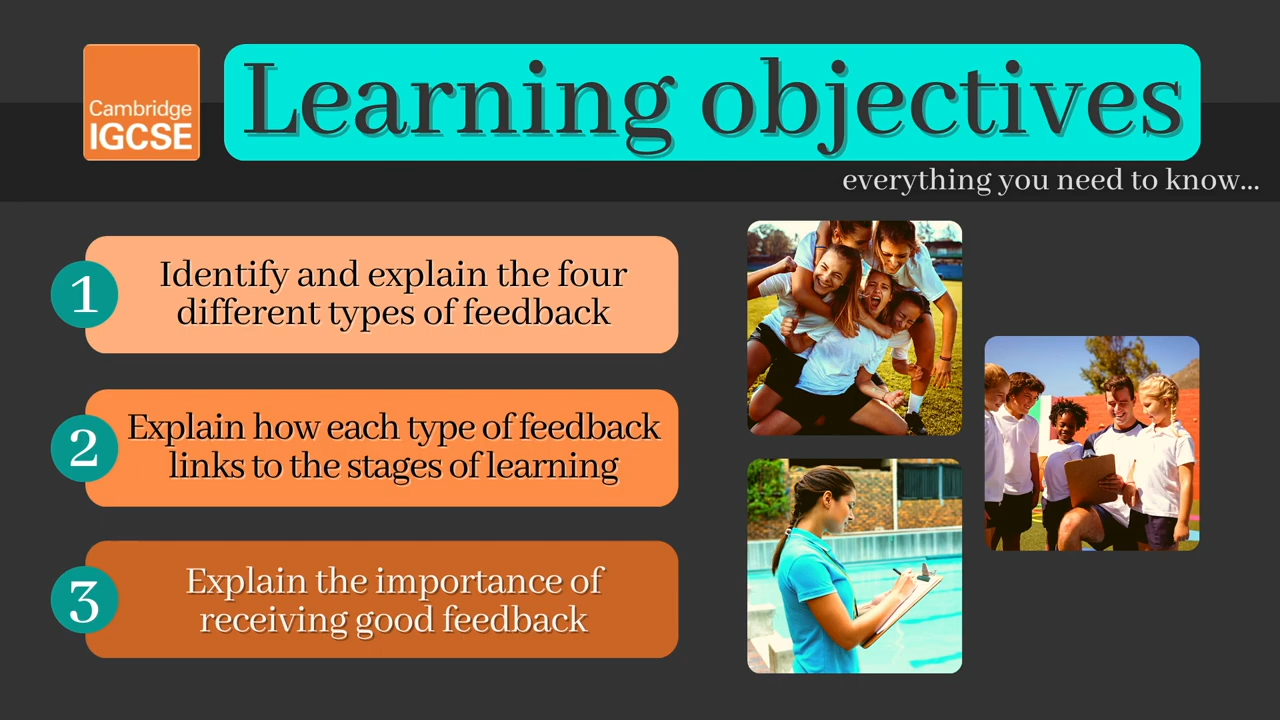 Cambridge
IGCSE
Learning objectives
everything you need to know...
1
Identify and explain the four
different types of feedback
2
Explain how each type of feedback
links to the stages of learning
3
Explain the importance of
receiving good feedback